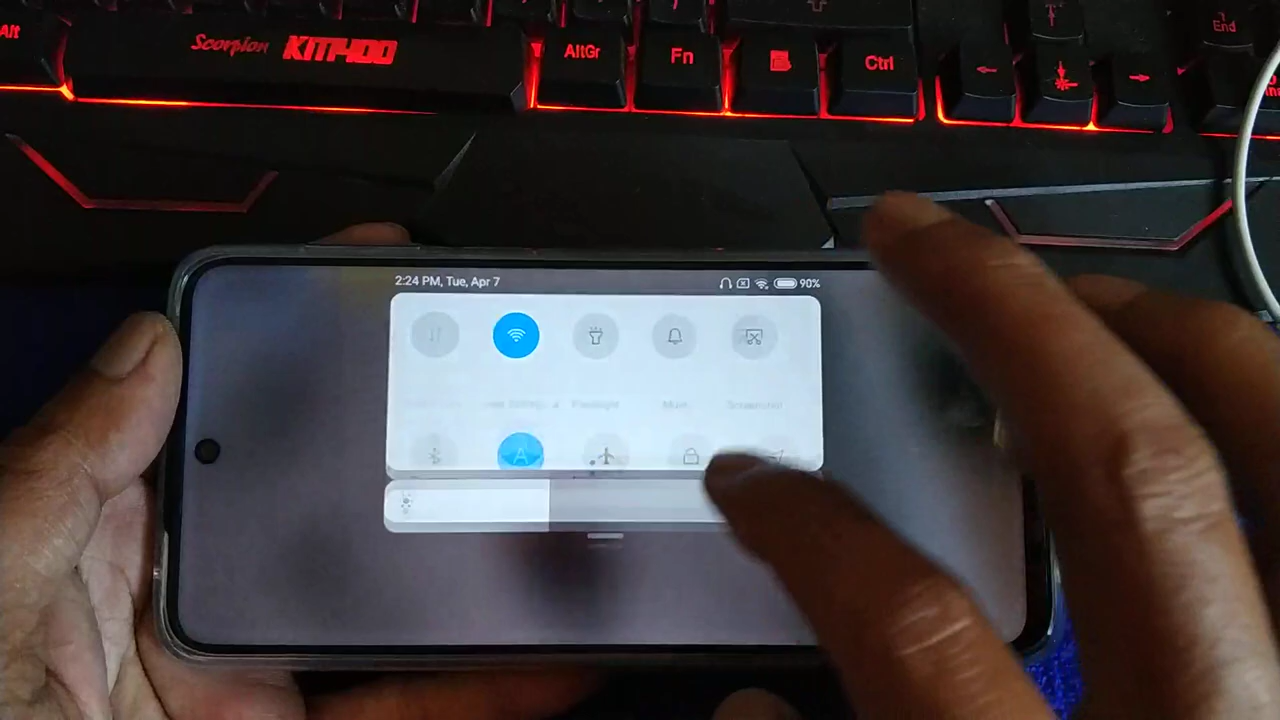 Alt
Scorpion KM400
AltGr
Fn
Ctrl
End
2:24 PM, Tue, Apr 7
90%
Flashlight
Mute
Screenshot
A